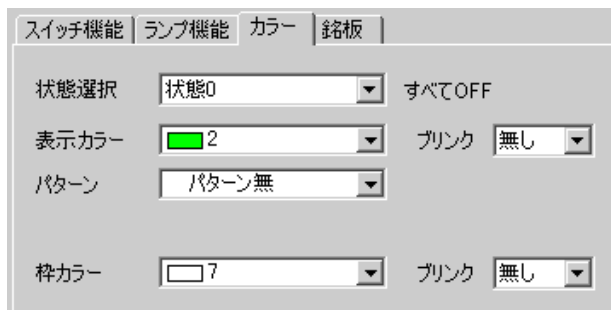 スイッチ機能 ランプ機能 カラー 銘板
状態選択 状態0 すべてOFF
表示カラー 2 ブリンク 無し
パターン パターン無
枠カラー 7 ブリンク 無し